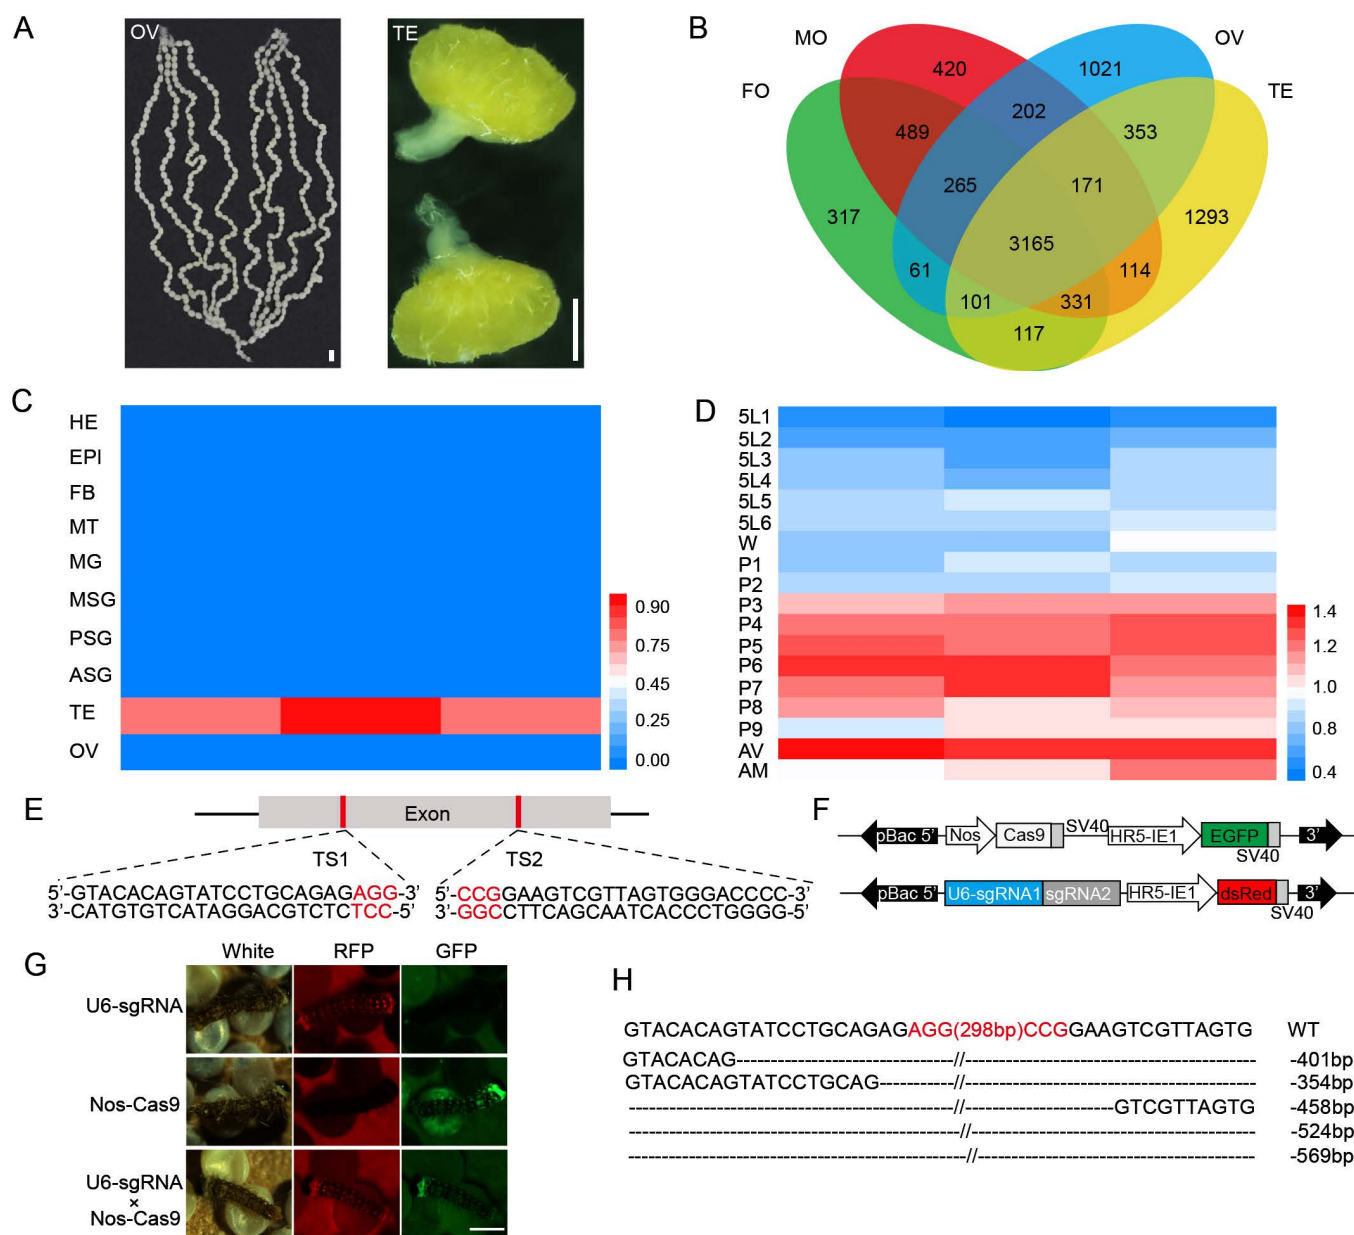 A
OV
TE
B
MO
OV
FO
TE
420
1021
202
489
353
265
171
317
1293
3165
61
114
101
331
117
C
HE
EPI
FB
MT
MG
MSG
PSG
ASG
TE
OV
0.90
0.75
0.45
0.25
0.00
D
5L1
5L2
5L3
5L4
5L5
5L6
W
P1
P2
P3
P4
P5
P6
P7
P8
P9
AV
AM
1.4
1.2
1.0
0.8
0.4
E
Exon
TS1
TS2
5’-GTACACAGTATCCTGCAGAGAGG-3’
3’-CATGTGTCATAGGACGTCTCTCC-5’
5’-CCGGAAGTCGTTAGTGGGACCCC-3’
3’-GGCCTTCAGCAATCACCCTGGGG-5’
F
pBac 5’ Nos Cas9 SV40 HR5-IE1 EGFP SV40 3’
pBac 5’ U6-sgRNA1 sgRNA2 HR5-IE1 dsRed SV40 3’
G
White RFP GFP
U6-sgRNA
Nos-Cas9
U6-sgRNA
×
Nos-Cas9
H
GTACACAGTATCCTGCAGAGAGG(298bp)CCGGAAGTCGTTAGTG WT
GTACACAG-----------------------------//---------------------------------------- -401bp
GTACACAGTATCCTGCAG----------//---------------------------------------- -354bp
--------------------------------------------//--------------------GTCGTTAGTG -458bp
--------------------------------------------//---------------------------------------- -524bp
--------------------------------------------//---------------------------------------- -569bp